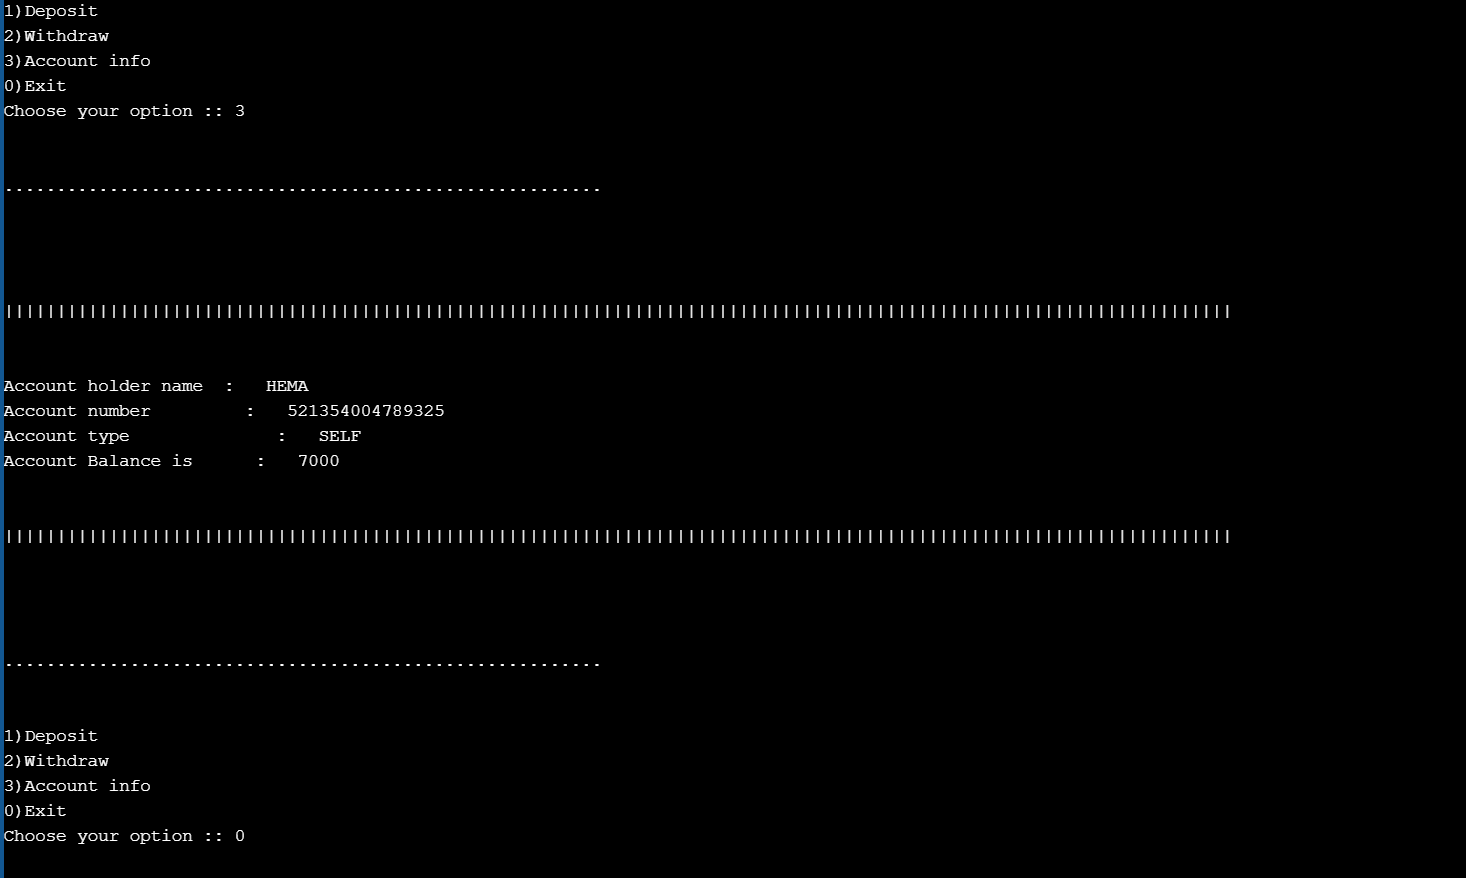 1)Deposit
2)Withdraw
3)Account info
0)Exit
Choose your option :: 3
---------------------------------------------------------
|||||||||||||||||||||||||||||||||||||||||||||||||||||||||||||||||||||||||||||||||||||||||||||||||||||||||||||||||||||
Account holder name  :   HEMA
Account number         :   521354004789325
Account type              :   SELF
Account Balance is      :   7000
|||||||||||||||||||||||||||||||||||||||||||||||||||||||||||||||||||||||||||||||||||||||||||||||||||||||||||||||||||||
---------------------------------------------------------
1)Deposit
2)Withdraw
3)Account info
0)Exit
Choose your option :: 0